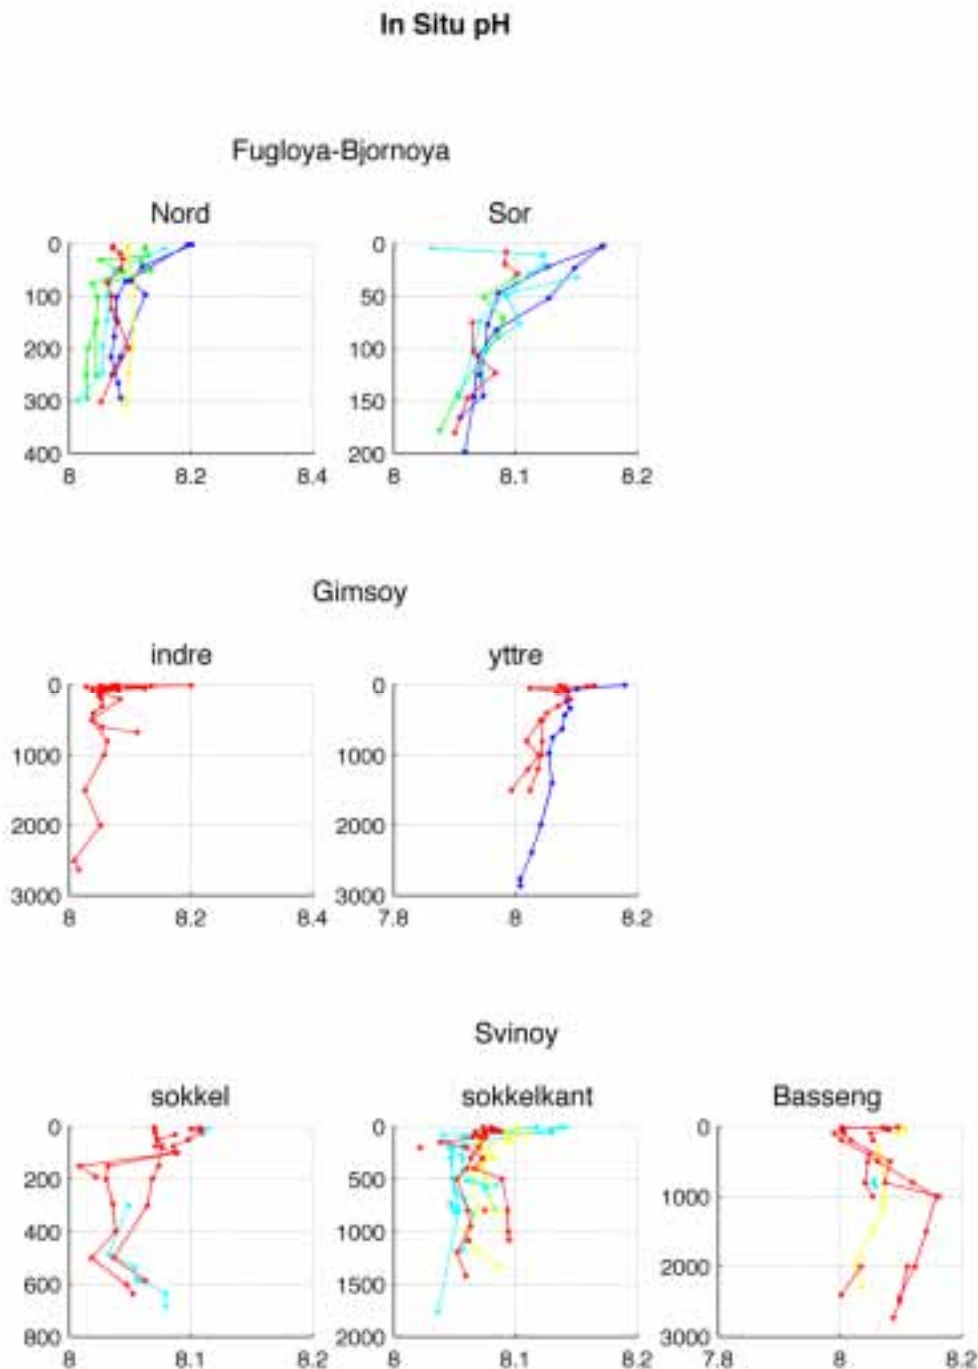 In Situ pH
Fugloya-Bjornoya
Nord Sor
0 0
100 50
200 100
300 150
400 200
8 8.2 8.4 8 8.1 8.2
Gimsoy
indre yttre
0 0
1000 1000
2000 2000
3000 3000
8 8.2 8.4 7.8 8 8.2
Svinoy
sokkel sokkelkant Basseng
0 0 0
200 500 1000
400 1000 2000
600 1500 3000
800 2000
8 8.1 8.2 8 8.1 8.2 7.8 8 8.2